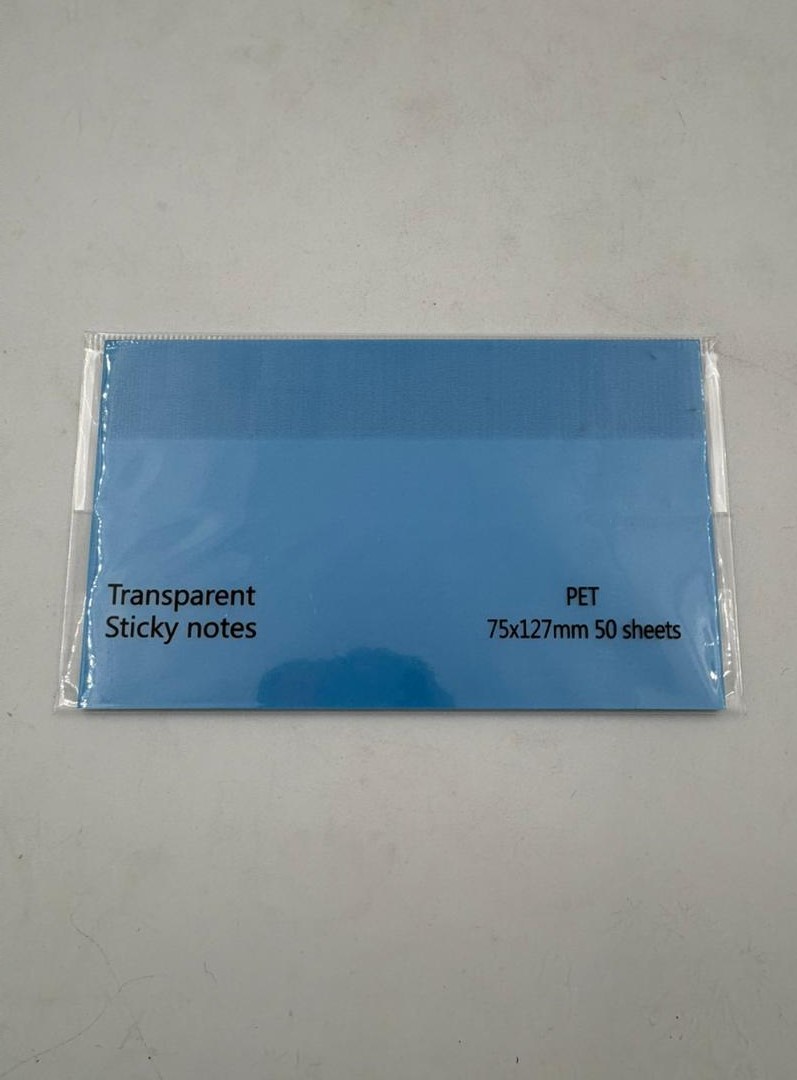 Transparent
Sticky notes
PET
75x127mm 50 sheets